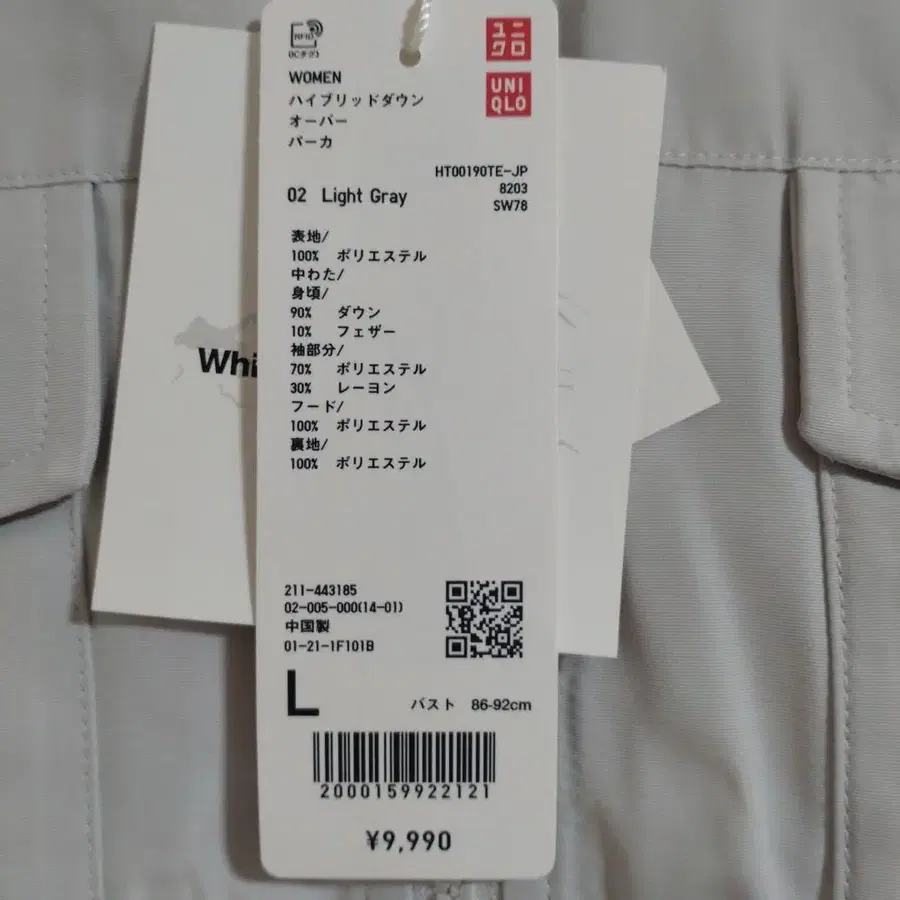 RFID
ICタグ
ユニ
クロ
UNI
QLO
WOMEN
ハイブリッドダウン
オーバー
パーカ
HT00190TE-JP
8203
SW78
02 Light Gray
表地/
100% ポリエステル
中わた/
身頃/
90% ダウン
10% フェザー
袖部分/
70% ポリエステル
30% レーヨン
フード/
100% ポリエステル
裏地/
100% ポリエステル
Whi
211-443185
02-005-000(14-01)
中国製
01-21-1F101B
L
バスト 86-92cm
2000159922121
¥9,990